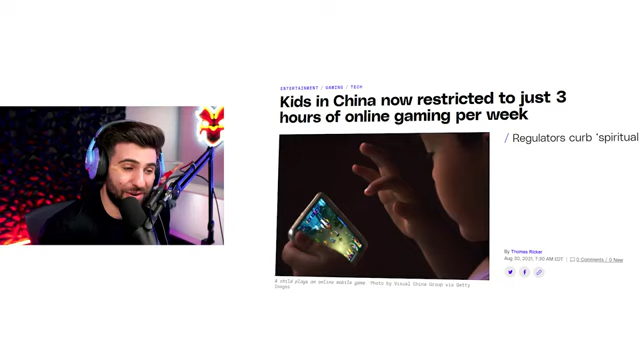 ENTERTAINMENT / GAMING / TECH
Kids in China now restricted to just 3
hours of online gaming per week
/ Regulators curb ‘spiritual
By Thomas Ricker
Aug 30, 2021, 7:20 AM EDT | 0 Comments / 0 New
A child plays an online mobile game Photo by Visual China Group via Getty
Images